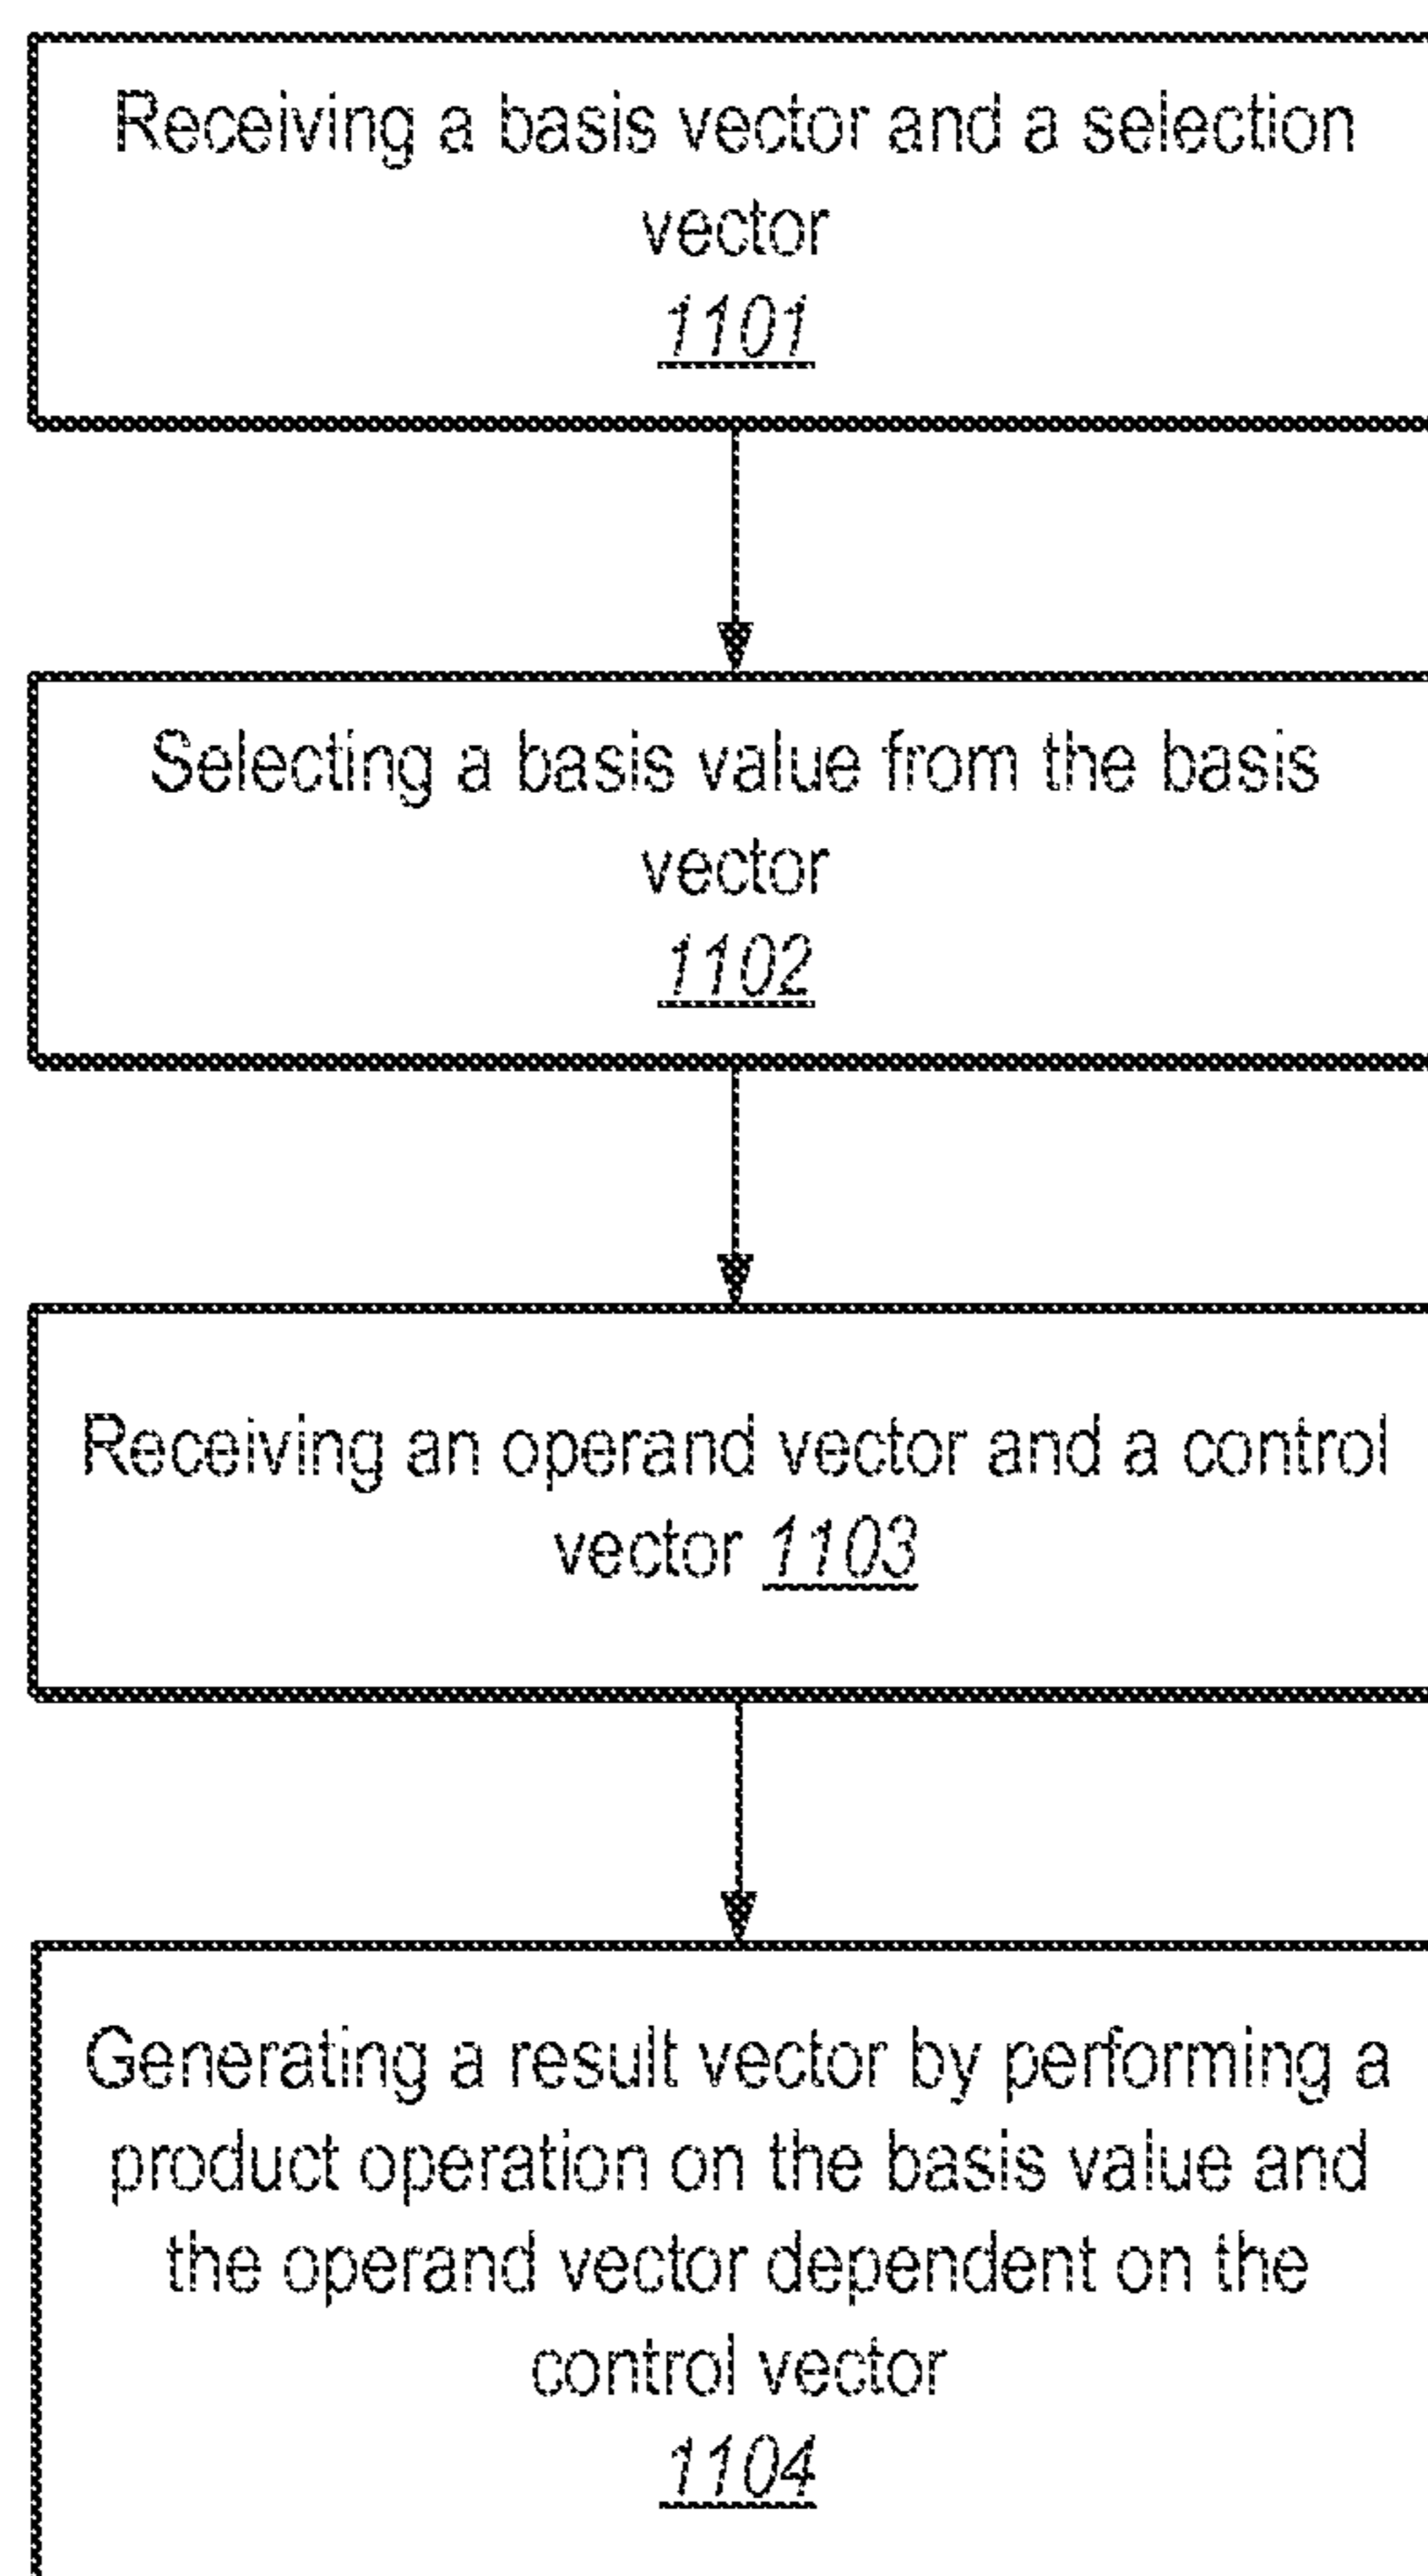 Receiving a basis vector and a selection
vector
1101
Selecting a basis value from the basis
vector
1102
Receiving an operand vector and a control
vector 1103
Generating a result vector by performing a
product operation on the basis value and
the operand vector dependent on the
control vector
1104